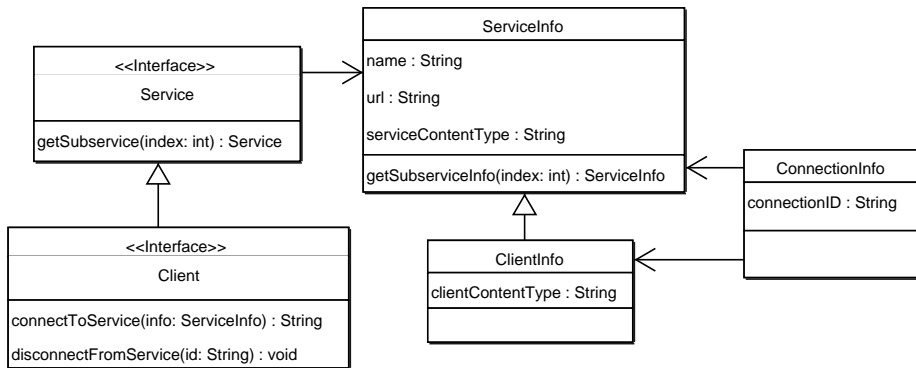 <<Interface>>
Service
getSubservice(index: int) : Service
ServiceInfo
name : String
url : String
serviceContentType : String
getSubserviceInfo(index: int) : ServiceInfo
ConnectionInfo
connectionID : String
<<Interface>>
Client
connectToService(info: ServiceInfo) : String
disconnectFromService(id: String) : void
ClientInfo
clientContentType : String